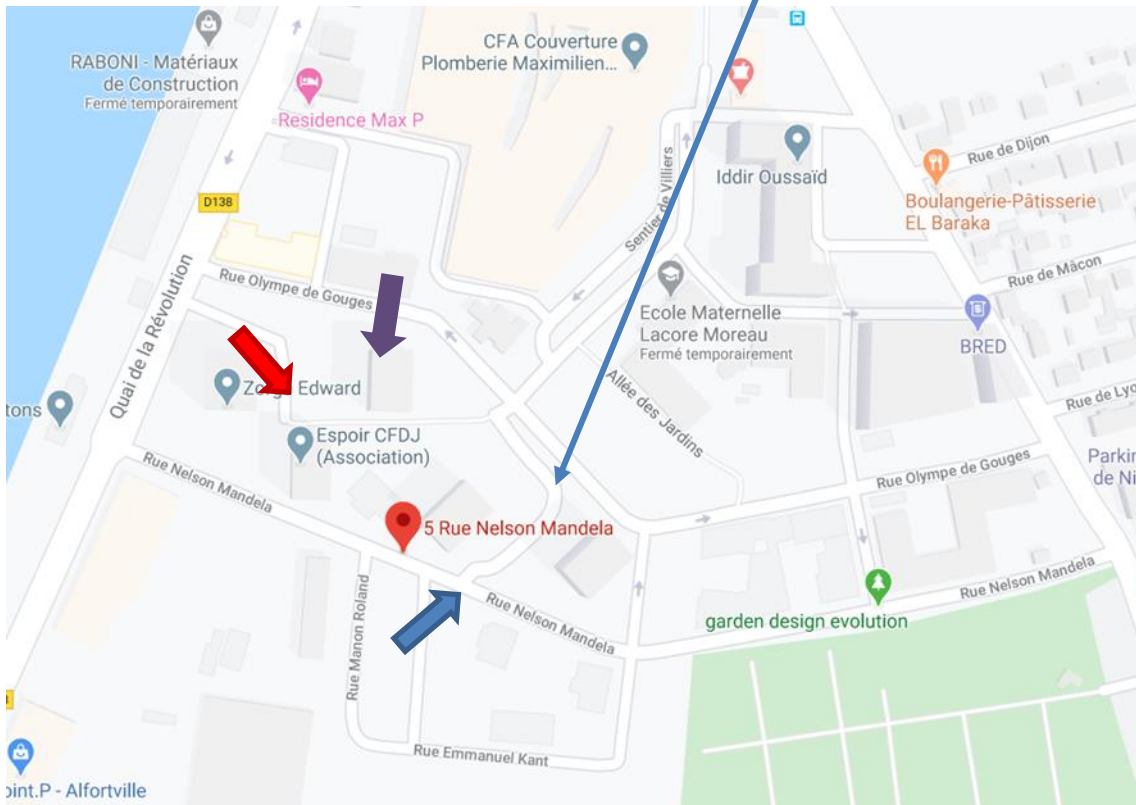 RABONI - Matériaux
de Construction
Fermé temporairement
CFA Couverture
Plomberie Maximilien...
Residence Max P
D138
Iddir Oussaïd
Rue de Dijon
Boulangerie-Pâtisserie
EL Baraka
Sentier de Villiers
Rue de Mâcon
Rue Olympe de Gouges
Quai de la Révolution
Ecole Maternelle
Lacore Moreau
Fermé temporairement
BRED
Edward
tons
Allée des Jardins
Rue de Lyo
Espoir CFDJ
(Association)
Rue Nelson Mandela
Rue Olympe de Gouges
Parkin
de Ni
5 Rue Nelson Mandela
Rue Manon Roland
Rue Nelson Mandela
Rue Nelson Mandela
garden design evolution
Rue Emmanuel Kant
oint.P - Alfortville